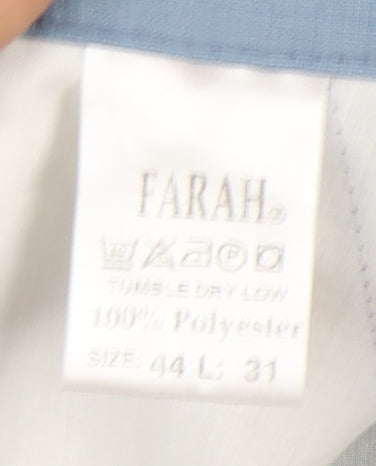 FARAH®
TUMBLE DRY LOW
100% Polyester
SIZE: 44 L: 31